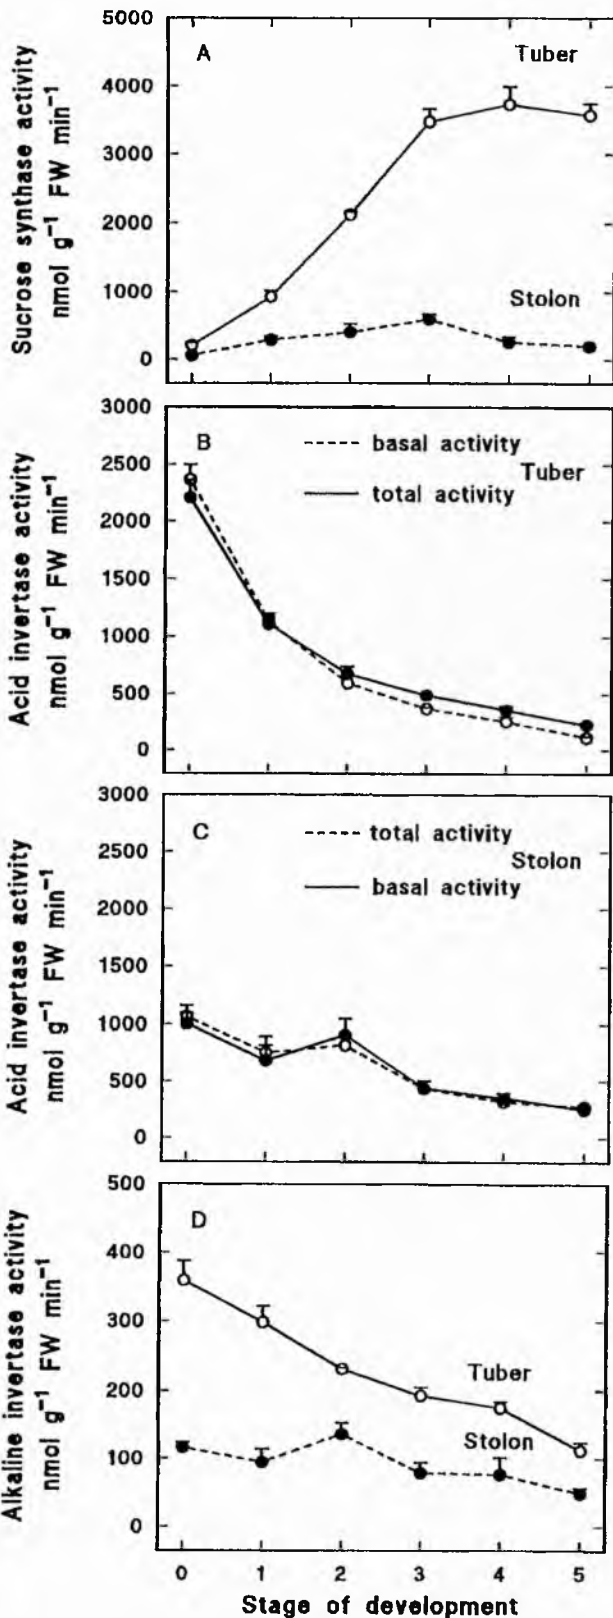 Sucrose synthase activity
nmol g⁻¹ FW min⁻¹
5000
4000
3000
2000
1000
0
A
Tuber
Stolon
Acid invertase activity
nmol g⁻¹ FW min⁻¹
3000
2500
2000
1500
1000
500
0
B
basal activity
Tuber
total activity
Acid invertase activity
nmol g⁻¹ FW min⁻¹
3000
2500
2000
1500
1000
500
0
C
total activity
Stolon
basal activity
Alkaline invertase activity
nmol g⁻¹ FW min⁻¹
500
400
300
200
100
0
D
Tuber
Stolon
0 1 2 3 4 5
Stage of development